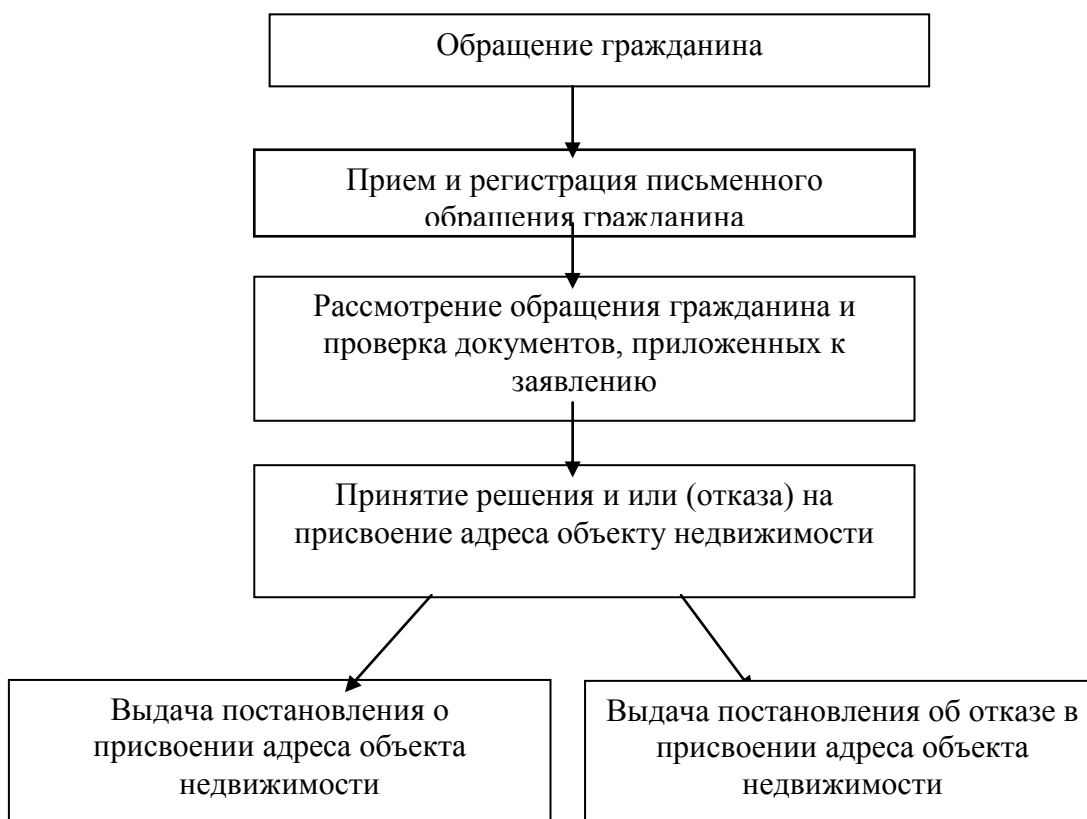 Обращение гражданина
Прием и регистрация письменного
обращения гражданина
Рассмотрение обращения гражданина и
проверка документов, приложенных к
заявлению
Принятие решения и или (отказа) на
присвоение адреса объекту недвижимости
Выдача постановления о
присвоении адреса объекта
недвижимости
Выдача постановления об отказе в
присвоении адреса объекта
недвижимости